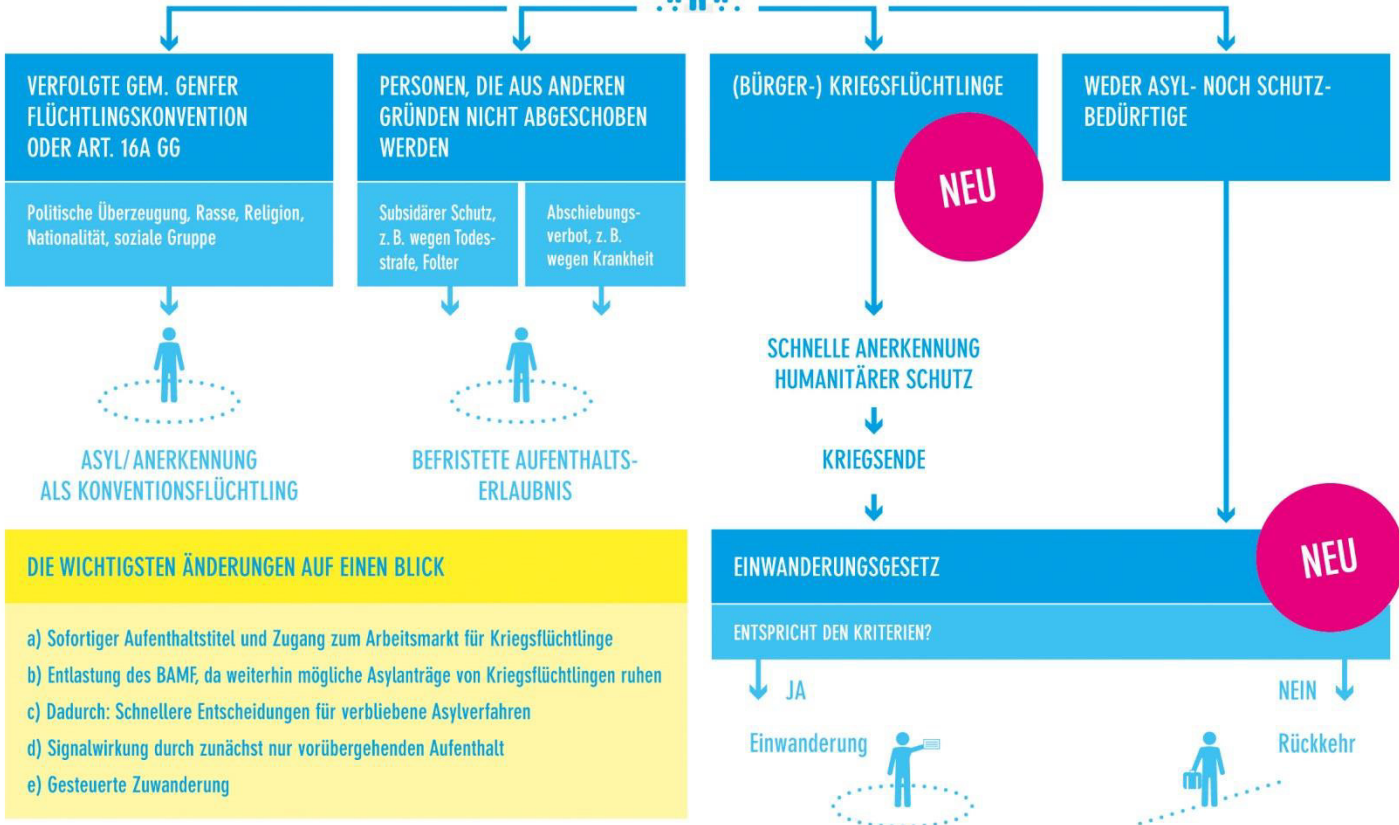 VERFOLGTE GEM. GENFER
FLÜCHTLINGSKONVENTION
ODER ART. 16A GG
Politische Überzeugung, Rasse, Religion,
Nationalität, soziale Gruppe
ASYL/ANERKENNUNG
ALS KONVENTIONSFLÜCHTLING
PERSONEN, DIE AUS ANDEREN
GRÜNDEN NICHT ABGESCHOBEN
WERDEN
Subsidärer Schutz,
z. B. wegen Todes-
strafe, Folter
Abschiebungs-
verbot, z. B.
wegen Krankheit
BEFRISTETE AUFENTHALTS-
ERLAUBNIS
(BÜRGER-) KRIEGSFLÜCHTLINGE
NEU
SCHNELLE ANERKENNUNG
HUMANITÄRER SCHUTZ
KRIEGSENDE
WEDER ASYL- NOCH SCHUTZ-
BEDÜRFTIGE
DIE WICHTIGSTEN ÄNDERUNGEN AUF EINEN BLICK
a) Sofortiger Aufenthaltstitel und Zugang zum Arbeitsmarkt für Kriegsflüchtlinge
b) Entlastung des BAMF, da weiterhin mögliche Asylanträge von Kriegsflüchtlingen ruhen
c) Dadurch: Schnellere Entscheidungen für verbliebene Asylverfahren
d) Signalwirkung durch zunächst nur vorübergehenden Aufenthalt
e) Gesteuerte Zuwanderung
EINWANDERUNGSGESETZ
NEU
ENTSPRICHT DEN KRITERIEN?
JA
Einwanderung
NEIN
Rückkehr